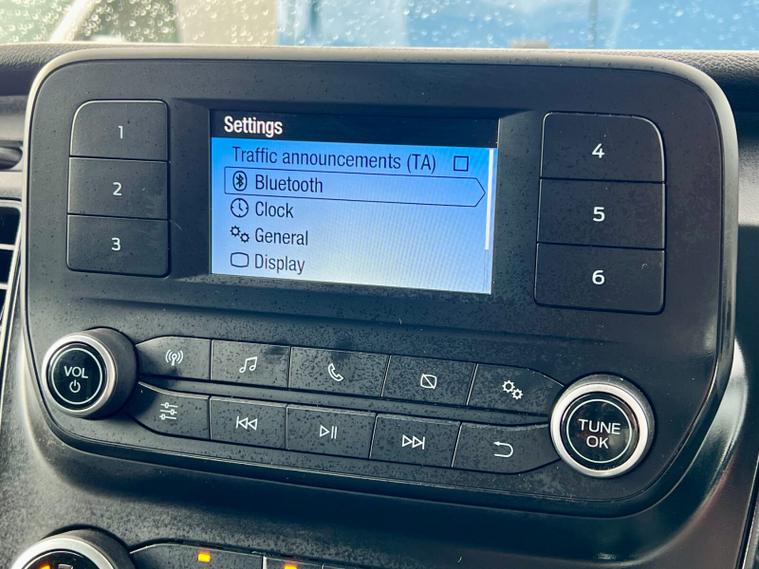 Settings
Traffic announcements (TA)
Bluetooth
Clock
General
Display
1
2
3
4
5
6
VOL
TUNE
OK